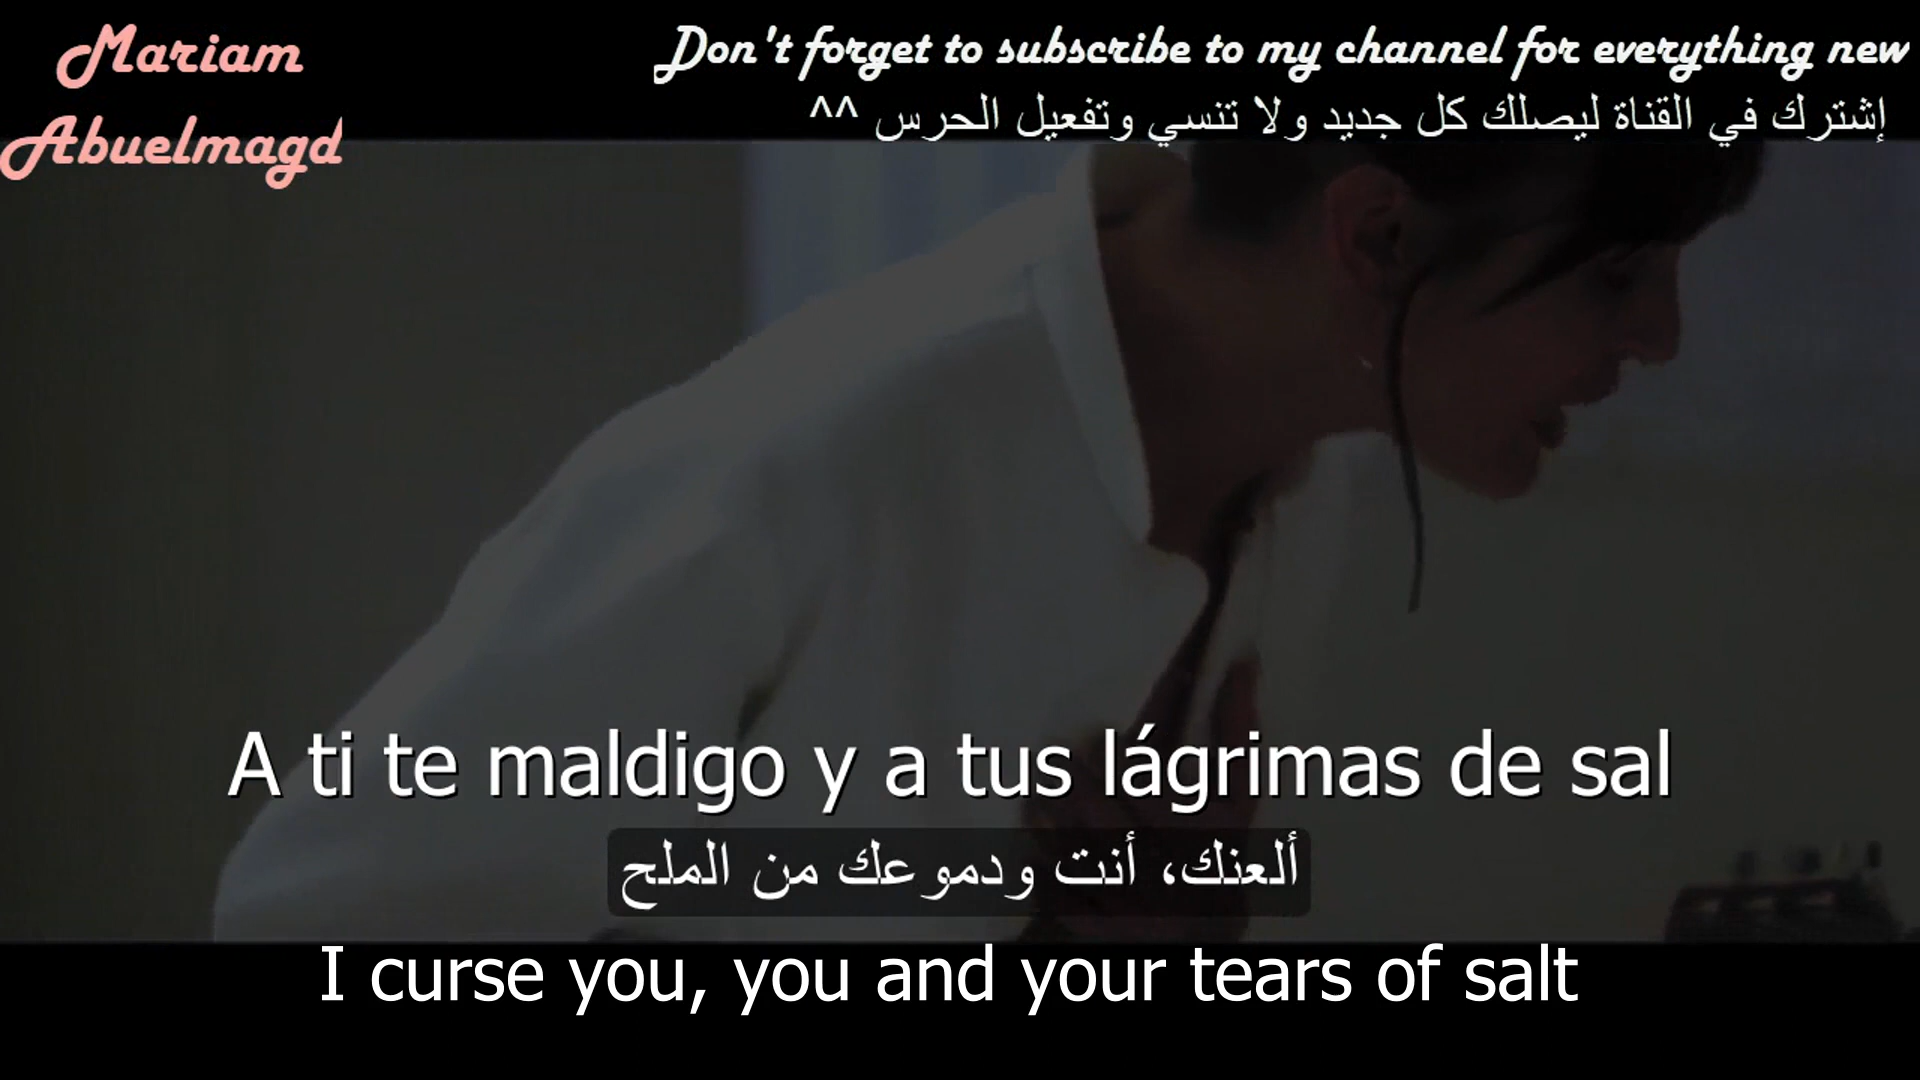 Mariam
Abuelmagd
Don't forget to subscribe to my channel for everything new
إشترك في القناة ليصلك كل جديد ولا تنسي وتفعيل الحرس ^^
A ti te maldigo y a tus lágrimas de sal
ألعنك، أنت ودموعك من الملح
I curse you, you and your tears of salt